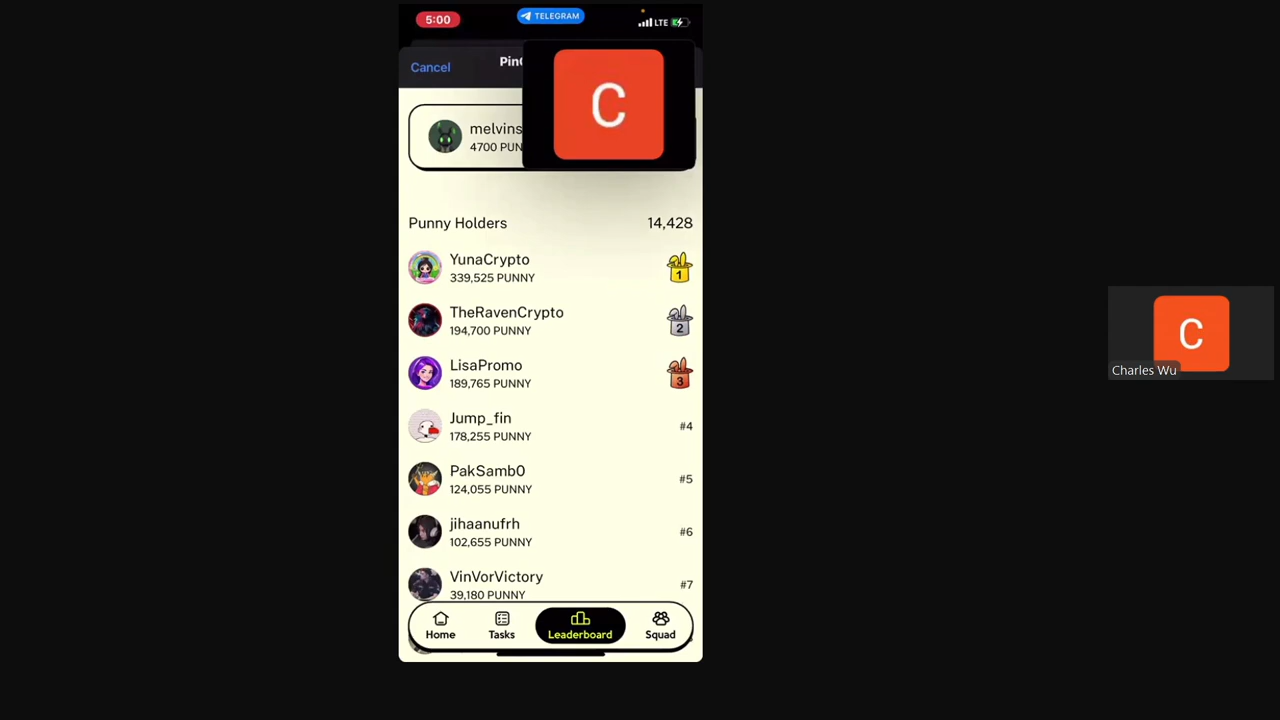 5:00
TELEGRAM
LTE
Cancel
C
melvins
4700
Punny Holders
14,428
YunaCrypto
339,525 PUNNY
1
TheRavenCrypto
194,700 PUNNY
2
LisaPromo
189,765 PUNNY
3
Jump_fin
178,255 PUNNY
#4
PakSamb0
124,055 PUNNY
#5
jihaanufrh
102,655 PUNNY
#6
VinVorVictory
39,180 PUNNY
#7
Home
Tasks
Leaderboard
Squad
C
Charles Wu